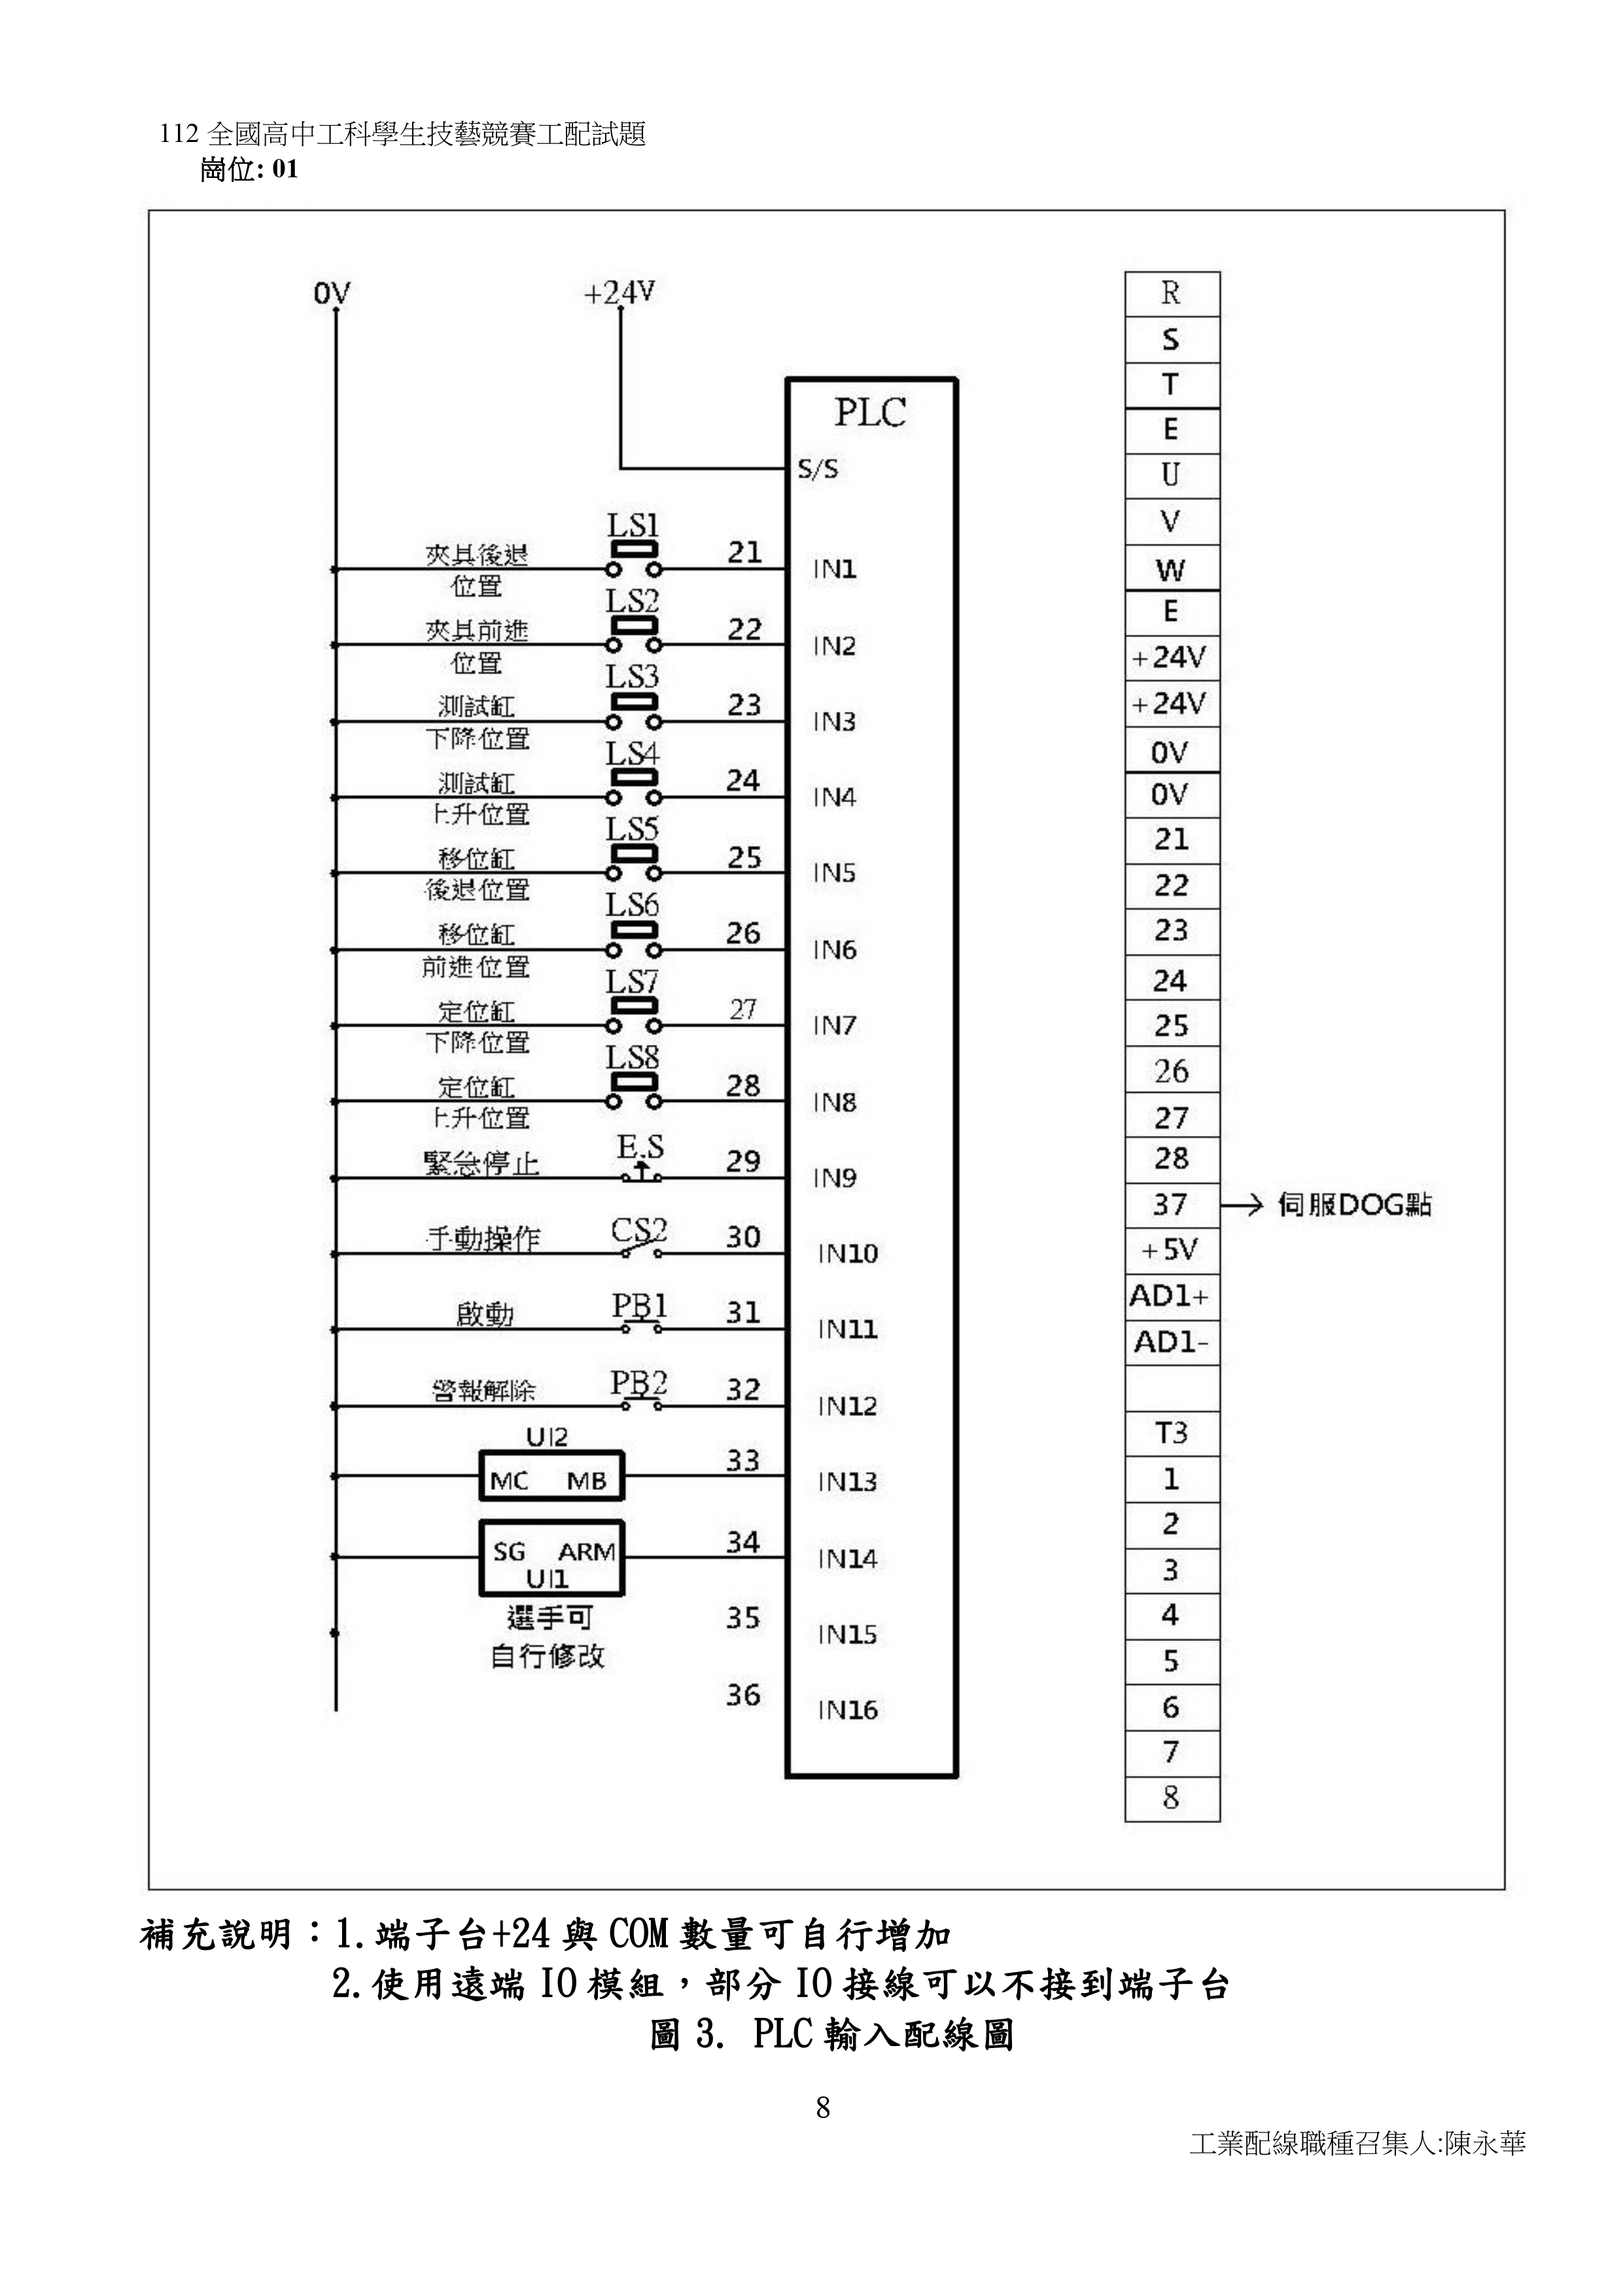 112 全國高中工科學生技藝競賽工配試題
崗位: 01
0V
+24V
PLC
S/S
LS1
夾具後退
位置
21
IN1
LS2
夾具前進
位置
22
IN2
LS3
測試缸
下降位置
23
IN3
LS4
測試缸
上升位置
24
IN4
LS5
移位缸
後退位置
25
IN5
LS6
移位缸
前進位置
26
IN6
LS7
定位缸
下降位置
27
IN7
LS8
定位缸
上升位置
28
IN8
E.S
緊急停止
29
IN9
CS2
手動操作
30
IN10
PB1
啟動
31
IN11
PB2
警報解除
32
IN12
UI2
MC MB
33
IN13
SG ARM
UI1
34
IN14
選手可
自行修改
35
IN15
36
IN16
R
S
T
E
U
V
W
E
+24V
+24V
0V
0V
21
22
23
24
25
26
27
28
37 伺服DOG點
+5V
AD1+
AD1-
T3
1
2
3
4
5
6
7
8
補充說明：1.端子台+24 與 COM 數量可自行增加
2.使用遠端 IO 模組，部分 IO 接線可以不接到端子台
圖 3. PLC 輸入配線圖
8
工業配線職種召集人:陳永華